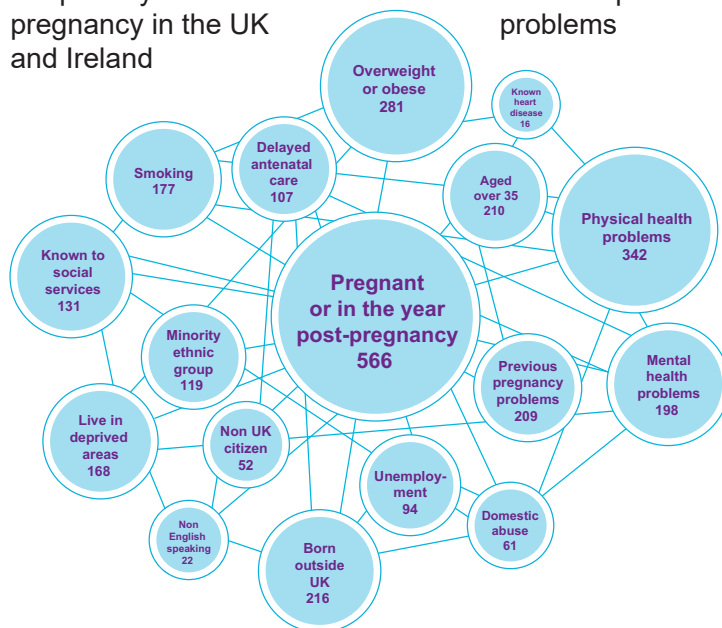 pregnancy in the UK
and Ireland
problems
Overweight
or obese
281
Known
heart
disease
16
Smoking
177
Delayed
antenatal
care
107
Aged
over 35
210
Physical health
problems
342
Known to
social
services
131
Pregnant
or in the year
post-pregnancy
566
Minority
ethnic
group
119
Previous
pregnancy
problems
209
Mental
health
problems
198
Live in
deprived
areas
168
Non UK
citizen
52
Unemploy-
ment
94
Domestic
abuse
61
Non
English
speaking
22
Born
outside
UK
216